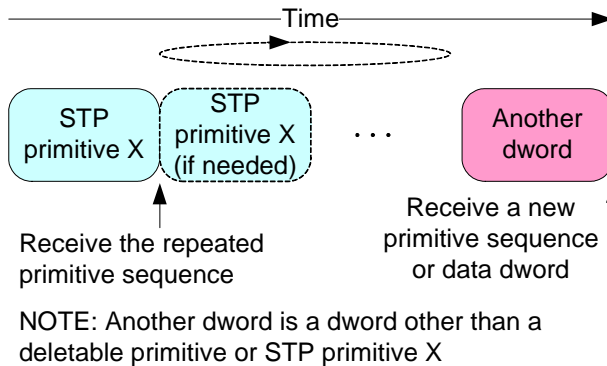 Time
STP
primitive X
STP
primitive X
(if needed)
. . .
Another
dword
Receive the repeated
primitive sequence
Receive a new
primitive sequence
or data dword
NOTE: Another dword is a dword other than a
deletable primitive or STP primitive X